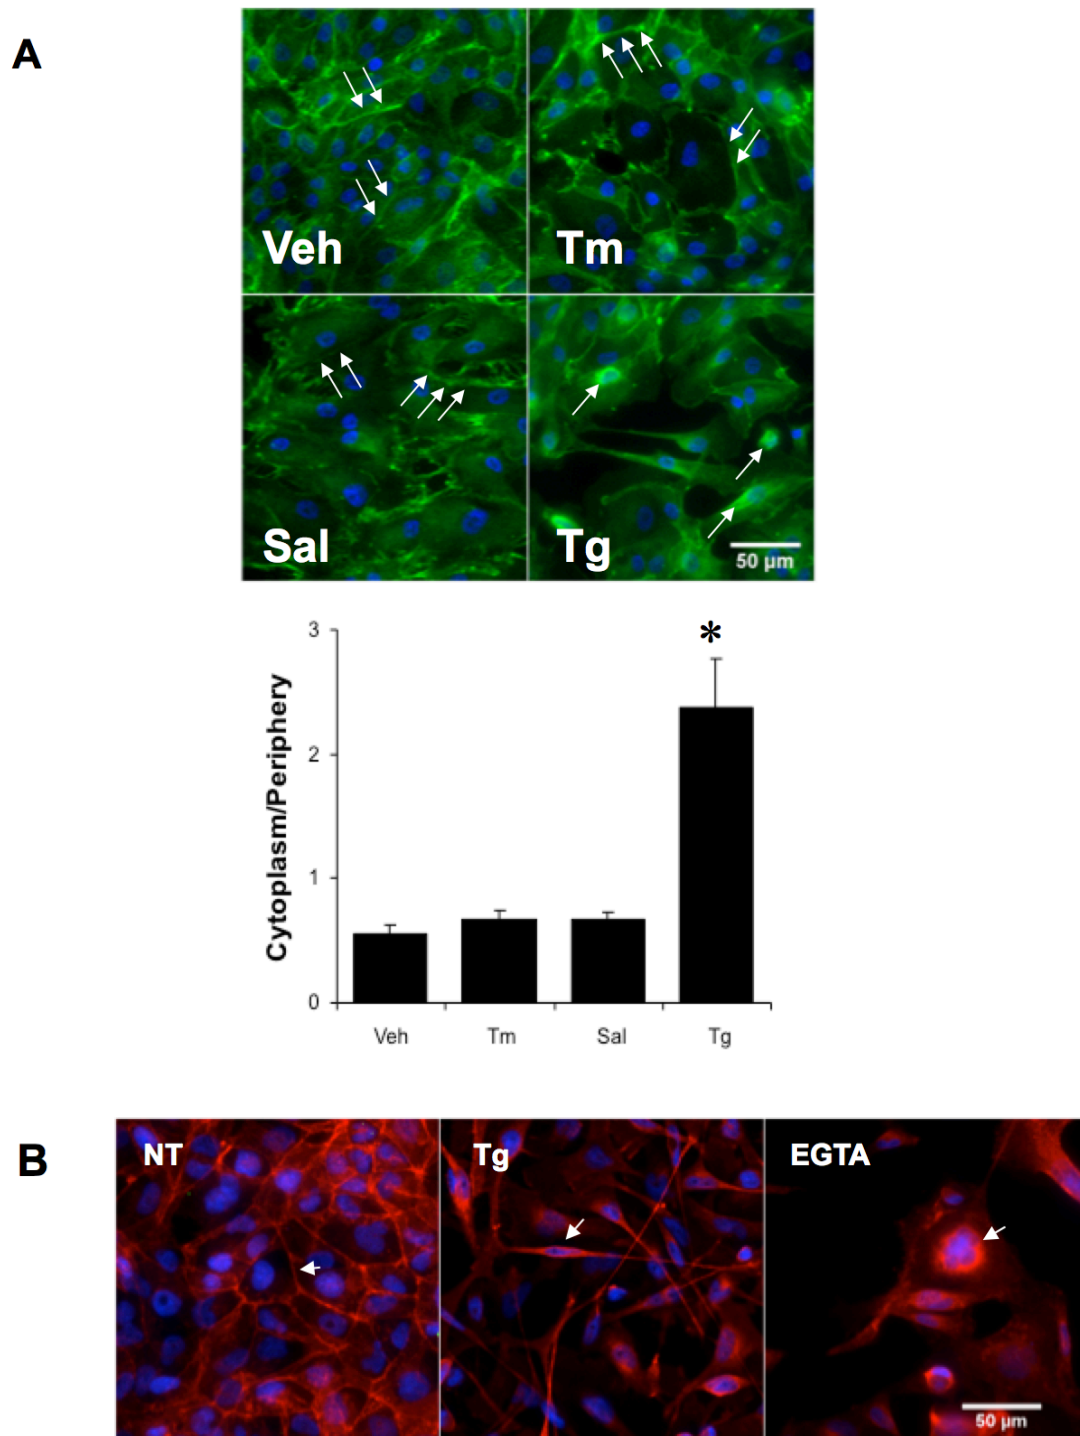 A
Veh
Tm
Sal
Tg
50 µm
3
*
2
1
0
Cytoplasm/Periphery
Veh
Tm
Sal
Tg
B
NT
Tg
EGTA
50 µm